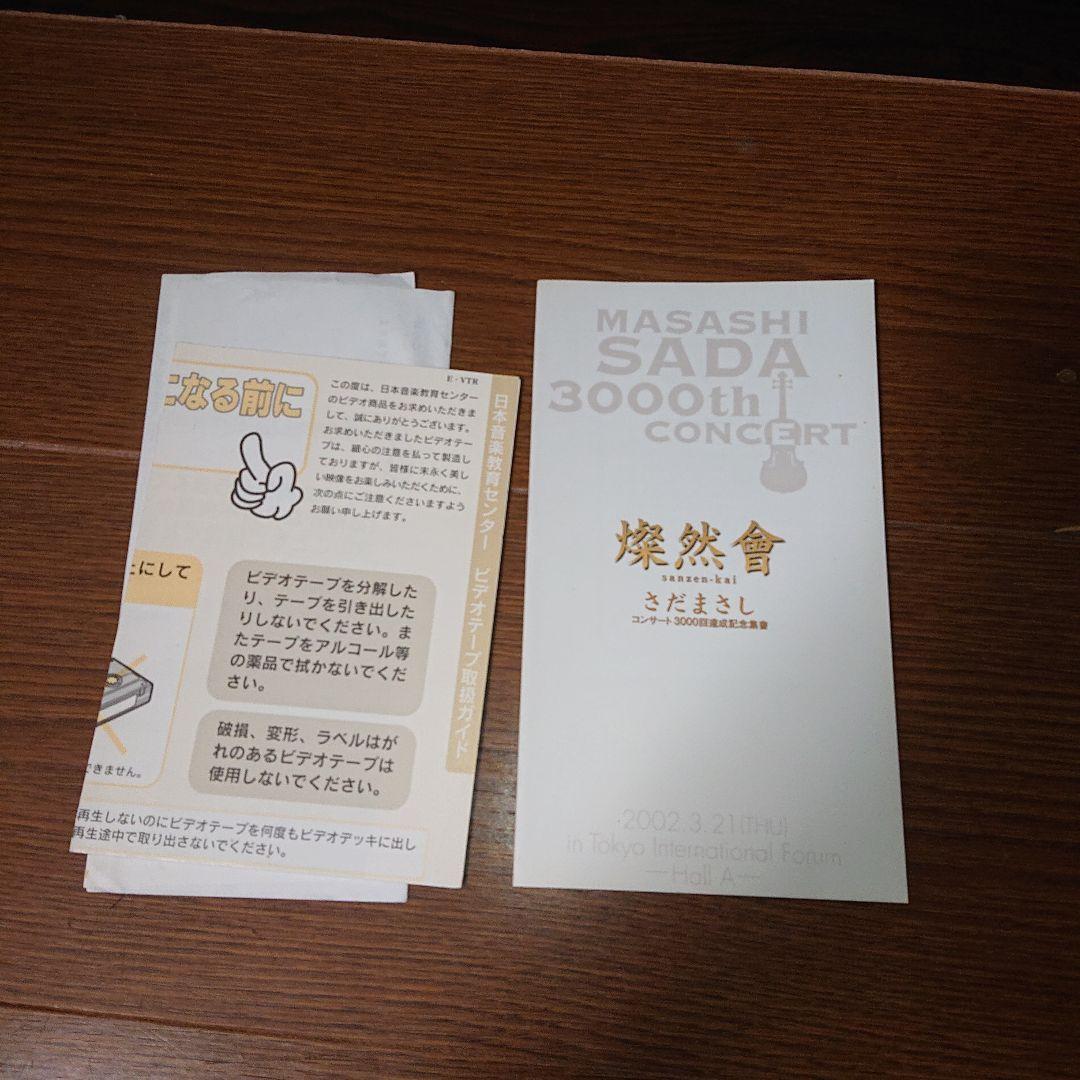 になる前に
E・VTR
この度は、日本音楽教育センター
のビデオ商品をお求めいただきま
して、誠にありがとうございます。
お求めいただきましたビデオテー
プは、細心の注意を払って製造し
ておりますが、皆様に末永く美し
い映像をお楽しみいただくために、
次の点にご注意くださいますよう
お願い申し上げます。
日本音楽教育センター ビデオテープ取扱ガイド
にして
ビデオテープを分解した
り、テープを引き出した
りしないでください。ま
たテープをアルコール等
の薬品で拭かないでくだ
さい。
破損、変形、ラベルはが
れのあるビデオテープは
使用しないでください。
できません。
再生しないのにビデオテープを何度もビデオデッキに出し
再生途中で取り出さないでください。
MASASHI
SADA
3000th
CONCERT
燦然會
sanzen-kai
さだまさし
コンサート3000回達成記念集會
2002.3.21[THU]
in Tokyo International Forum
—Hall A—